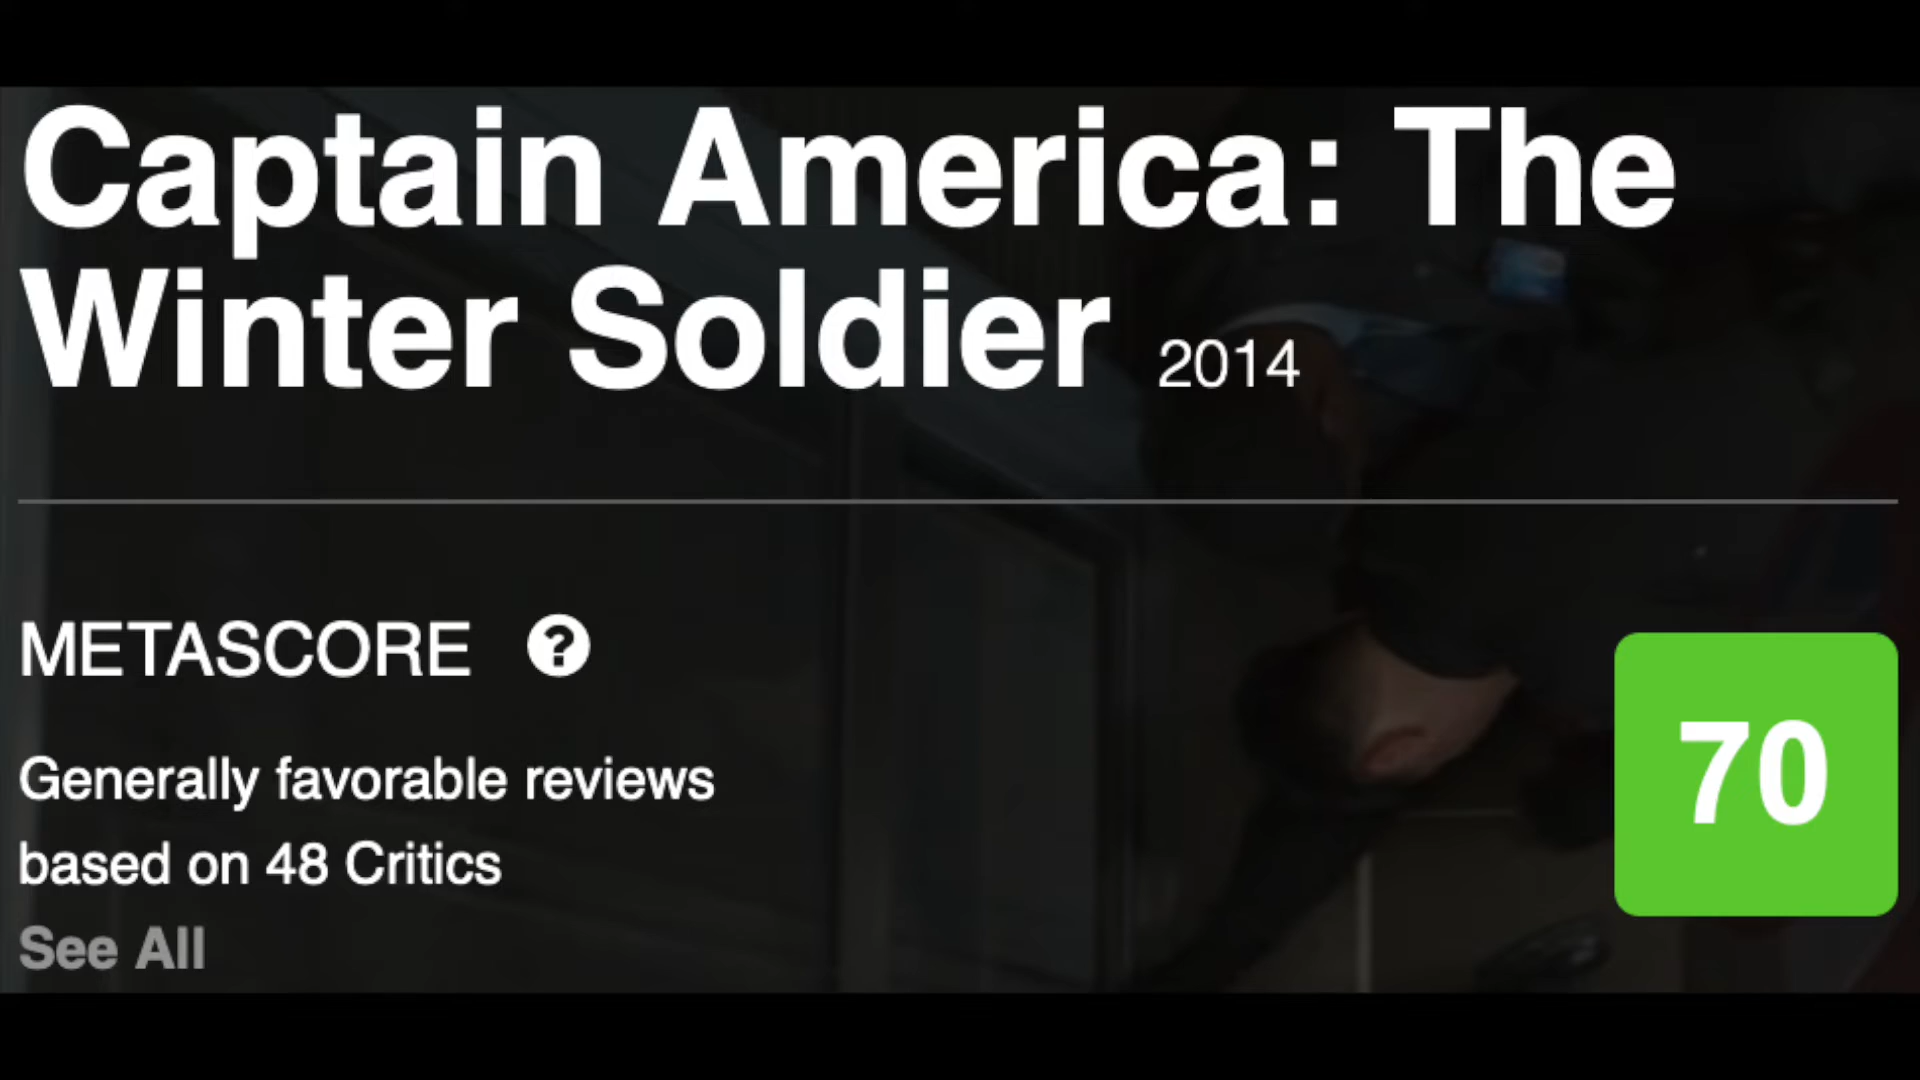 Captain America: The
Winter Soldier 2014
METASCORE ?
Generally favorable reviews
based on 48 Critics
See All
70